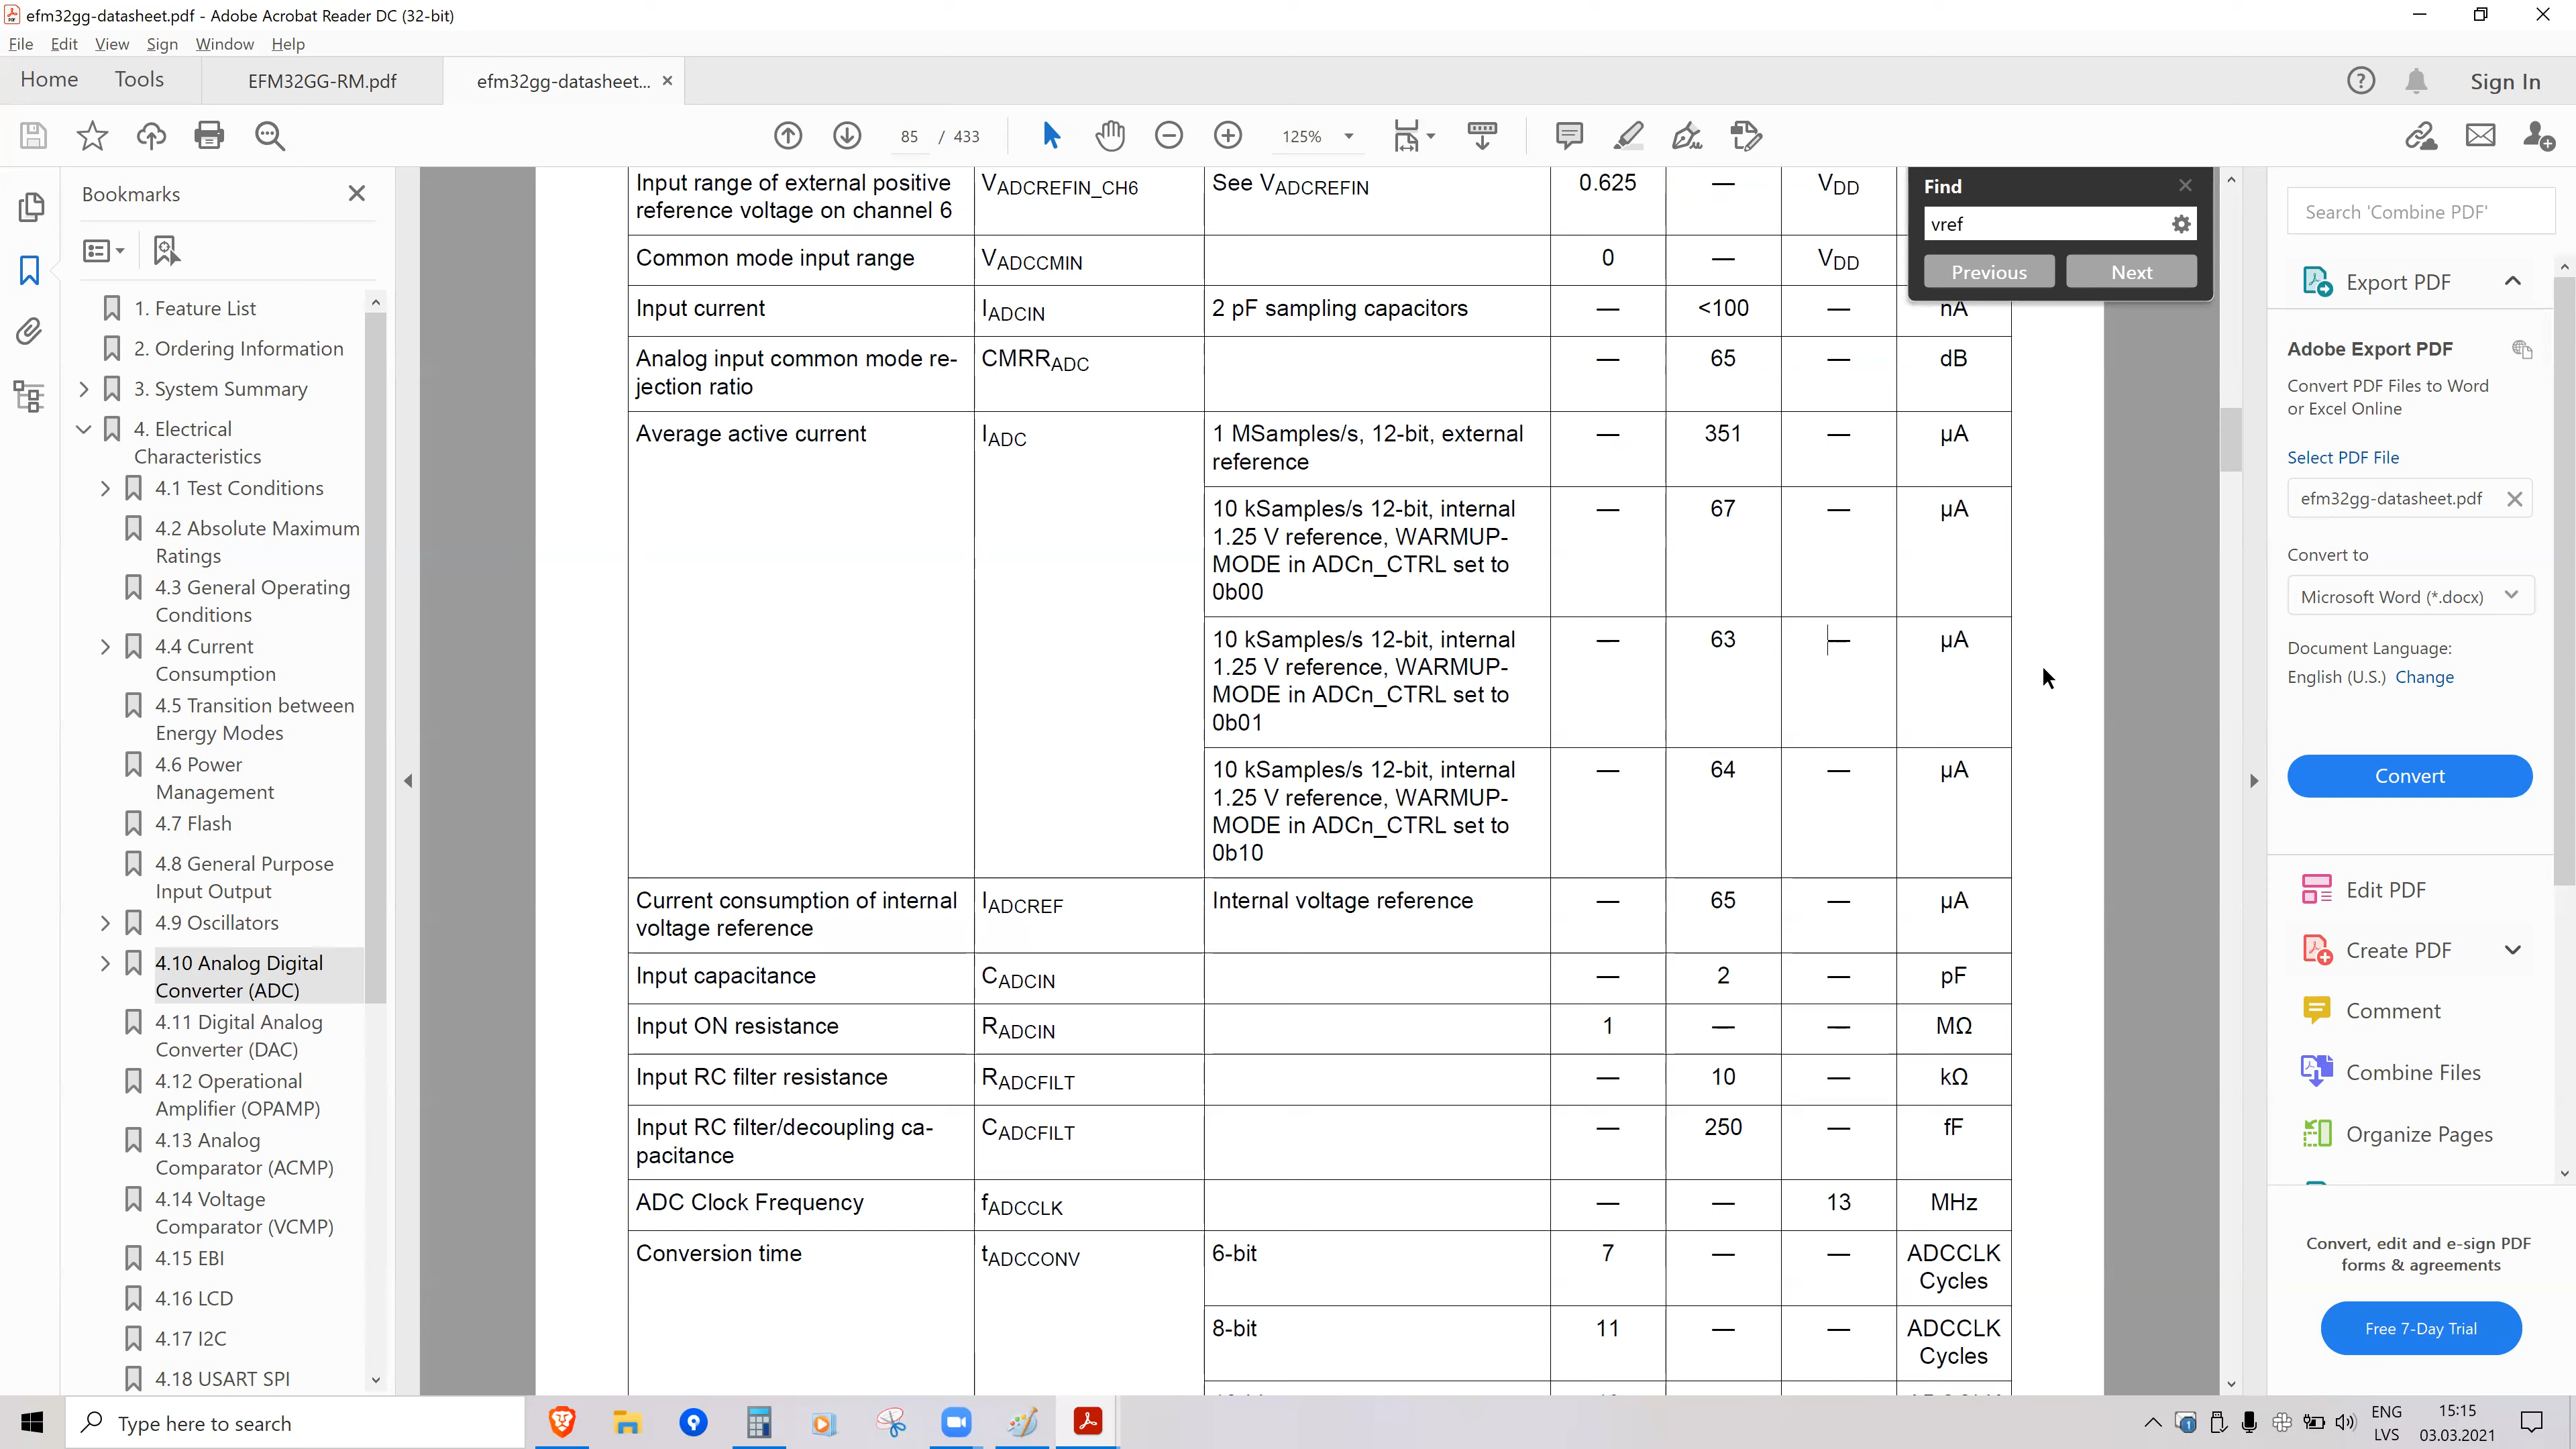 efm32gg-datasheet.pdf - Adobe Acrobat Reader DC (32-bit)
File Edit View Sign Window Help
Home Tools EFM32GG-RM.pdf efm32gg-datasheet... Sign In
85 / 433 125%
Bookmarks
1. Feature List
2. Ordering Information
3. System Summary
4. Electrical
Characteristics
4.1 Test Conditions
4.2 Absolute Maximum
Ratings
4.3 General Operating
Conditions
4.4 Current
Consumption
4.5 Transition between
Energy Modes
4.6 Power
Management
4.7 Flash
4.8 General Purpose
Input Output
4.9 Oscillators
4.10 Analog Digital
Converter (ADC)
4.11 Digital Analog
Converter (DAC)
4.12 Operational
Amplifier (OPAMP)
4.13 Analog
Comparator (ACMP)
4.14 Voltage
Comparator (VCMP)
4.15 EBI
4.16 LCD
4.17 I2C
4.18 USART SPI
Input range of external positive VADCREFIN_CH6 See VADCREFIN 0.625 — VDD
reference voltage on channel 6
Common mode input range VADCCMIN 0 — VDD
Input current IADCIN 2 pF sampling capacitors — <100 — nA
Analog input common mode re- CMRRADC — 65 — dB
jection ratio
Average active current IADC 1 MSamples/s, 12-bit, external — 351 — µA
reference
10 kSamples/s 12-bit, internal — 67 — µA
1.25 V reference, WARMUP-
MODE in ADCn_CTRL set to
0b00
10 kSamples/s 12-bit, internal — 63 — µA
1.25 V reference, WARMUP-
MODE in ADCn_CTRL set to
0b01
10 kSamples/s 12-bit, internal — 64 — µA
1.25 V reference, WARMUP-
MODE in ADCn_CTRL set to
0b10
Current consumption of internal IADCREF Internal voltage reference — 65 — µA
voltage reference
Input capacitance CADCIN — 2 — pF
Input ON resistance RADCIN 1 — — MΩ
Input RC filter resistance RADCFILT — 10 — kΩ
Input RC filter/decoupling ca- CADCFILT — 250 — fF
pacitance
ADC Clock Frequency fADCCLK — — 13 MHz
Conversion time tADCCONV 6-bit 7 — — ADCCLK
Cycles
8-bit 11 — — ADCCLK
Cycles
Find
vref
Previous Next
Search 'Combine PDF'
Export PDF
Adobe Export PDF
Convert PDF Files to Word
or Excel Online
Select PDF File
efm32gg-datasheet.pdf
Convert to
Microsoft Word (*.docx)
Document Language:
English (U.S.) Change
Convert
Edit PDF
Create PDF
Comment
Combine Files
Organize Pages
Convert, edit and e-sign PDF
forms & agreements
Free 7-Day Trial
Type here to search
1
ENG
LVS
15:15
03.03.2021